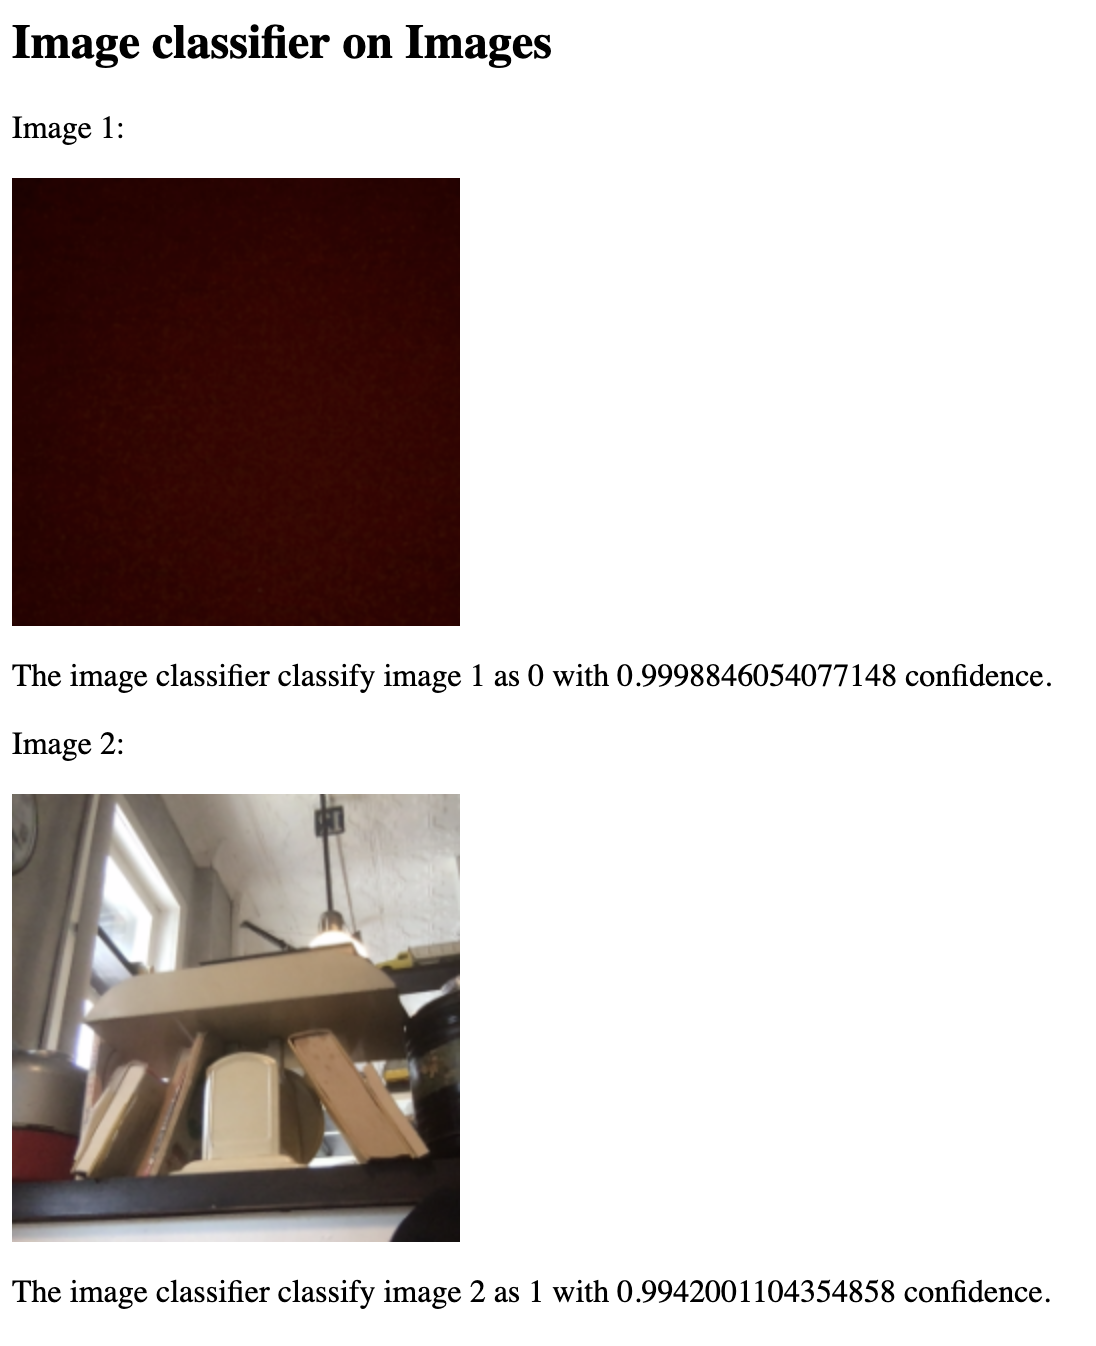 Image classifier on Images
Image 1:
The image classifier classify image 1 as 0 with 0.9998846054077148 confidence.
Image 2:
The image classifier classify image 2 as 1 with 0.9942001104354858 confidence.